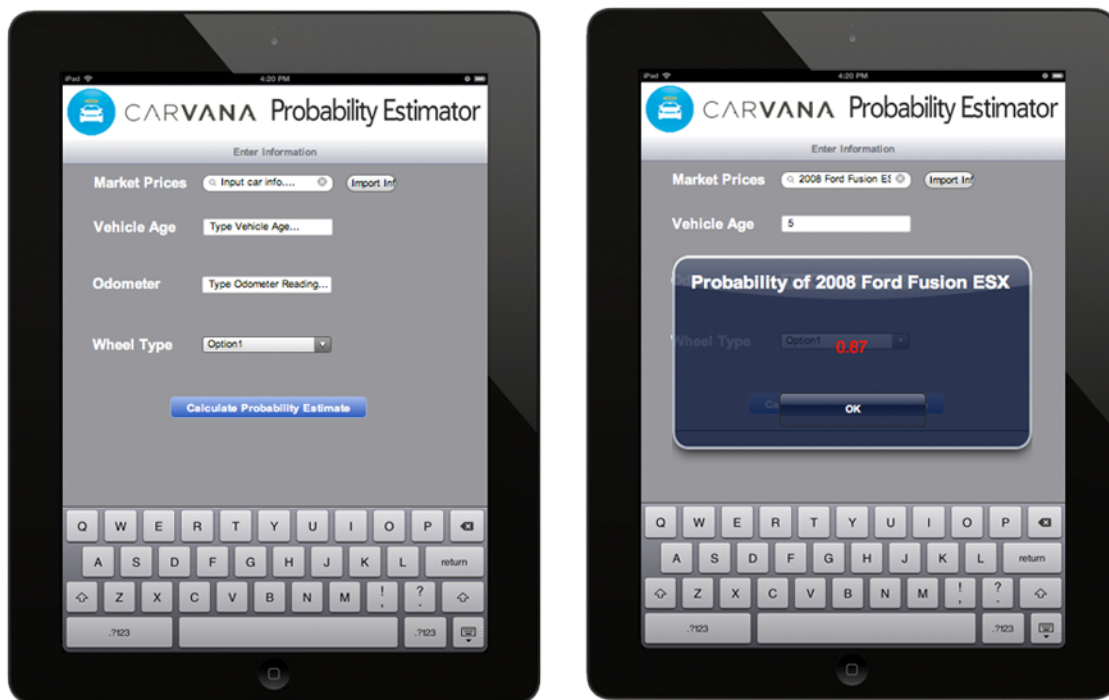 iPad 4:20 PM
CARVANA Probability Estimator
Enter Information
Market Prices Input car info.... Import Inf
Vehicle Age Type Vehicle Age...
Odometer Type Odometer Reading...
Wheel Type Option1
Calculate Probability Estimate
Q W E R T Y U I O P
A S D F G H J K L return
Z X C V B N M ! , ? .
.?123 .?123
iPad 4:20 PM
CARVANA Probability Estimator
Enter Information
Market Prices 2008 Ford Fusion ES Import Inf
Vehicle Age 5
Probability of 2008 Ford Fusion ESX
Wheel Type Option1
0.87
OK
Q W E R T Y U I O P
A S D F G H J K L return
Z X C V B N M ! , ? .
.?123 .?123